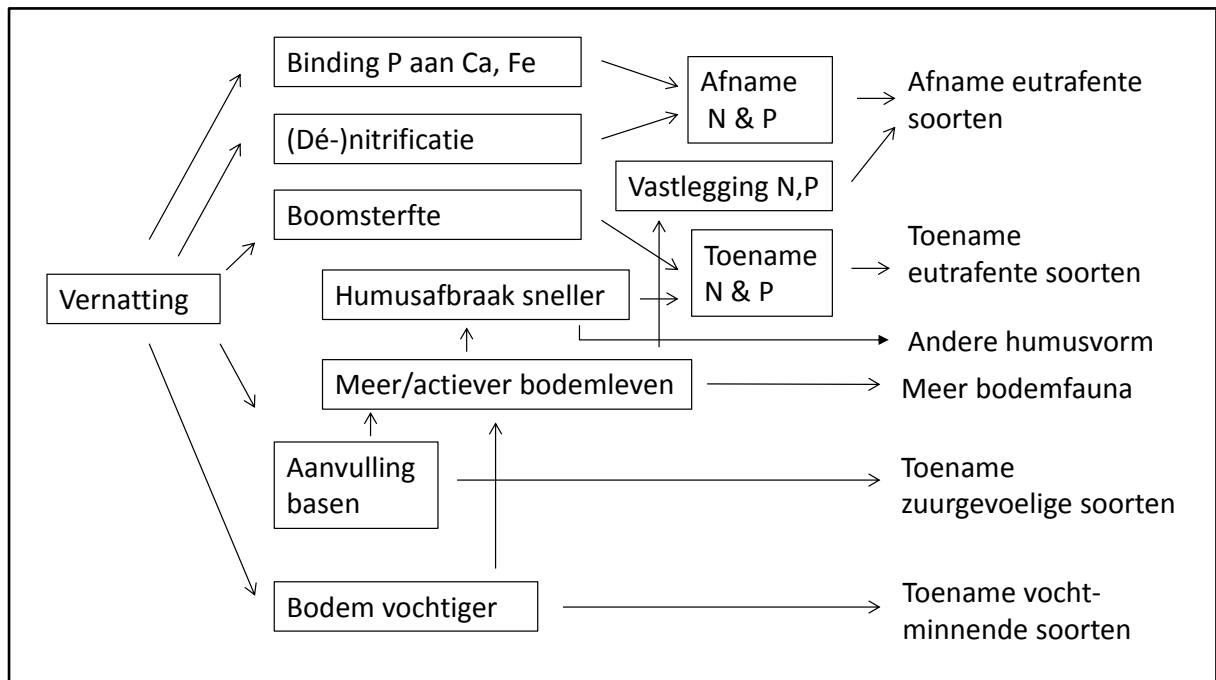 Binding P aan Ca, Fe
Afname
N & P
Afname eutrafente
soorten
(Dé-)nitrificatie
Vastlegging N,P
Boomsterfte
Toename
N & P
Toename
eutrafente soorten
Vernatting
Humusafbraak sneller
Andere humusvorm
Meer/actiever bodemleven
Meer bodemfauna
Aanvulling
basen
Toename
zuurgevoelige soorten
Bodem vochtiger
Toename vocht-
minnende soorten